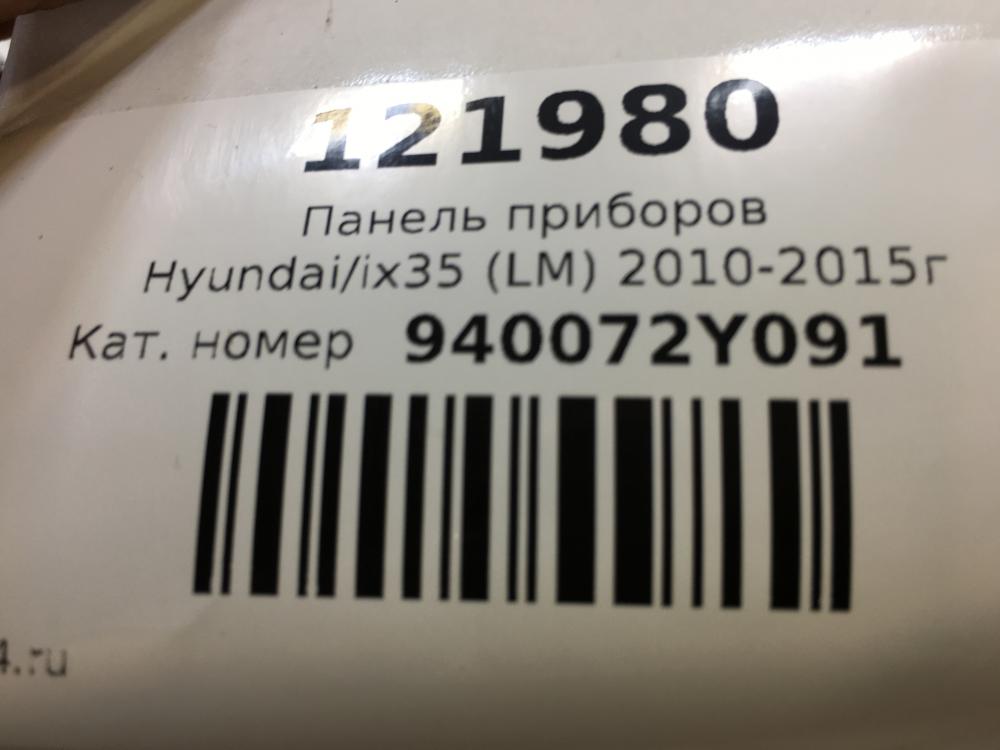 121980
Панель приборов
Hyundai/ix35 (LM) 2010-2015г
Кат. номер 940072Y091
4.ru